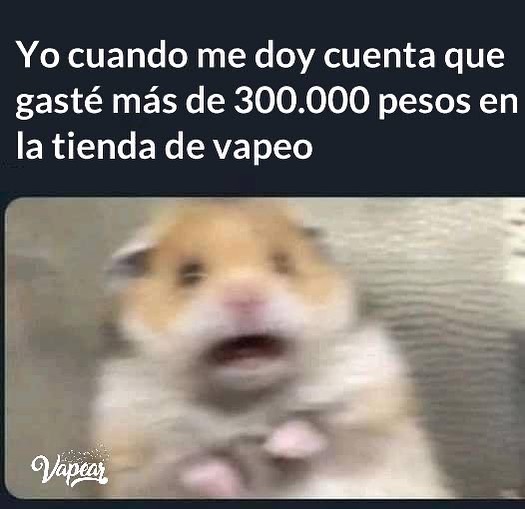 Yo cuando me doy cuenta que
gasté más de 300.000 pesos en
la tienda de vapeo
Vapear